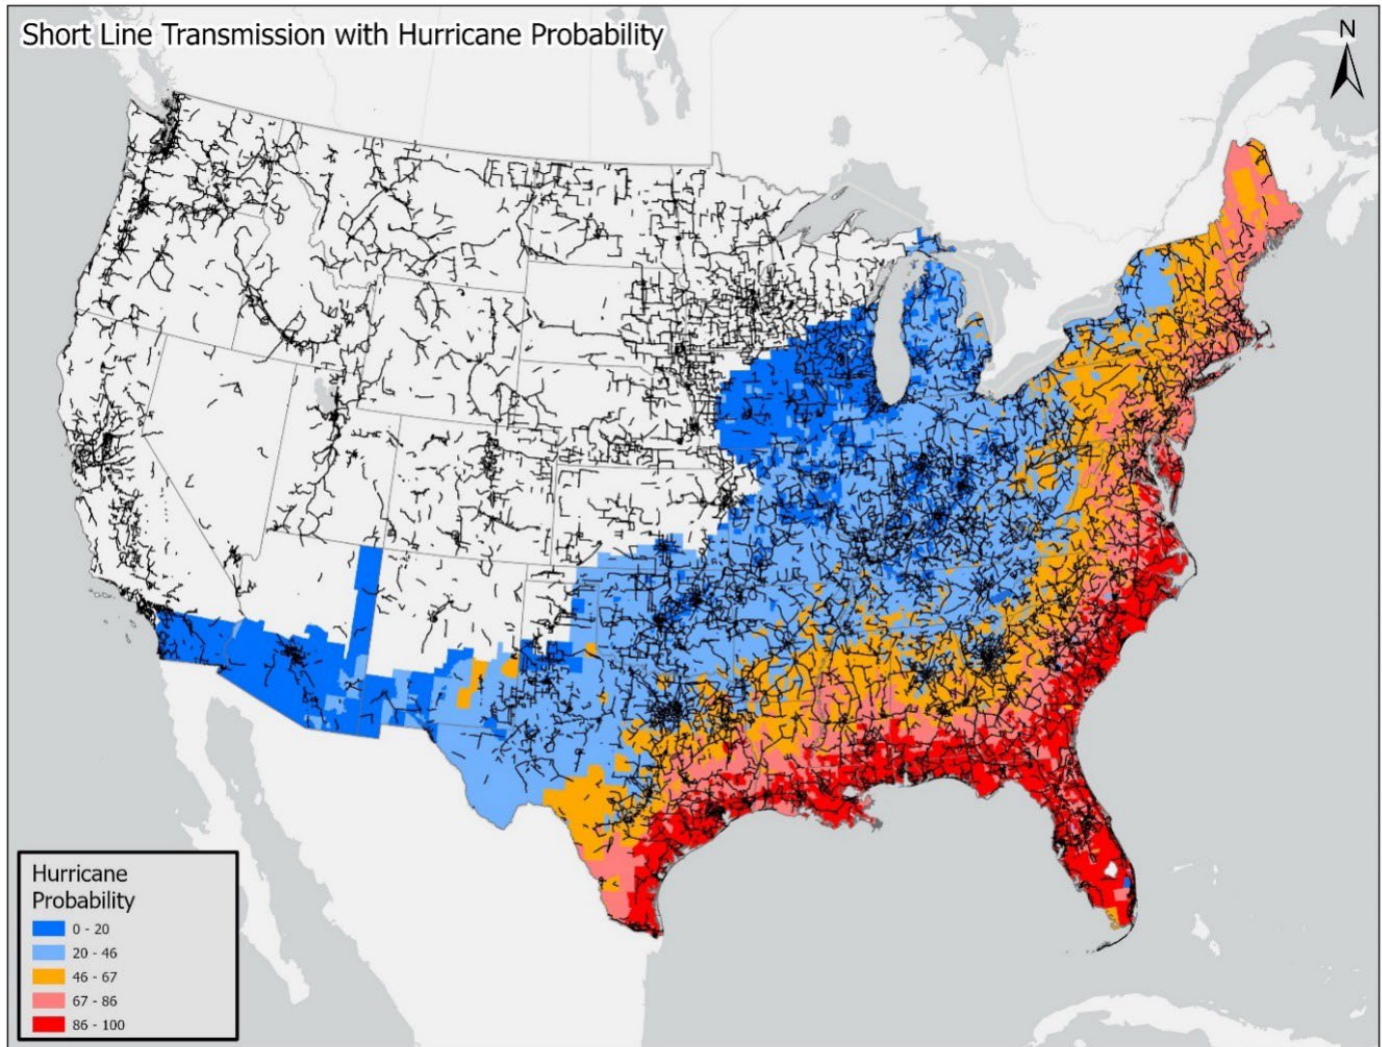 Short Line Transmission with Hurricane Probability
N
Hurricane
Probability
0 - 20
20 - 46
46 - 67
67 - 86
86 - 100